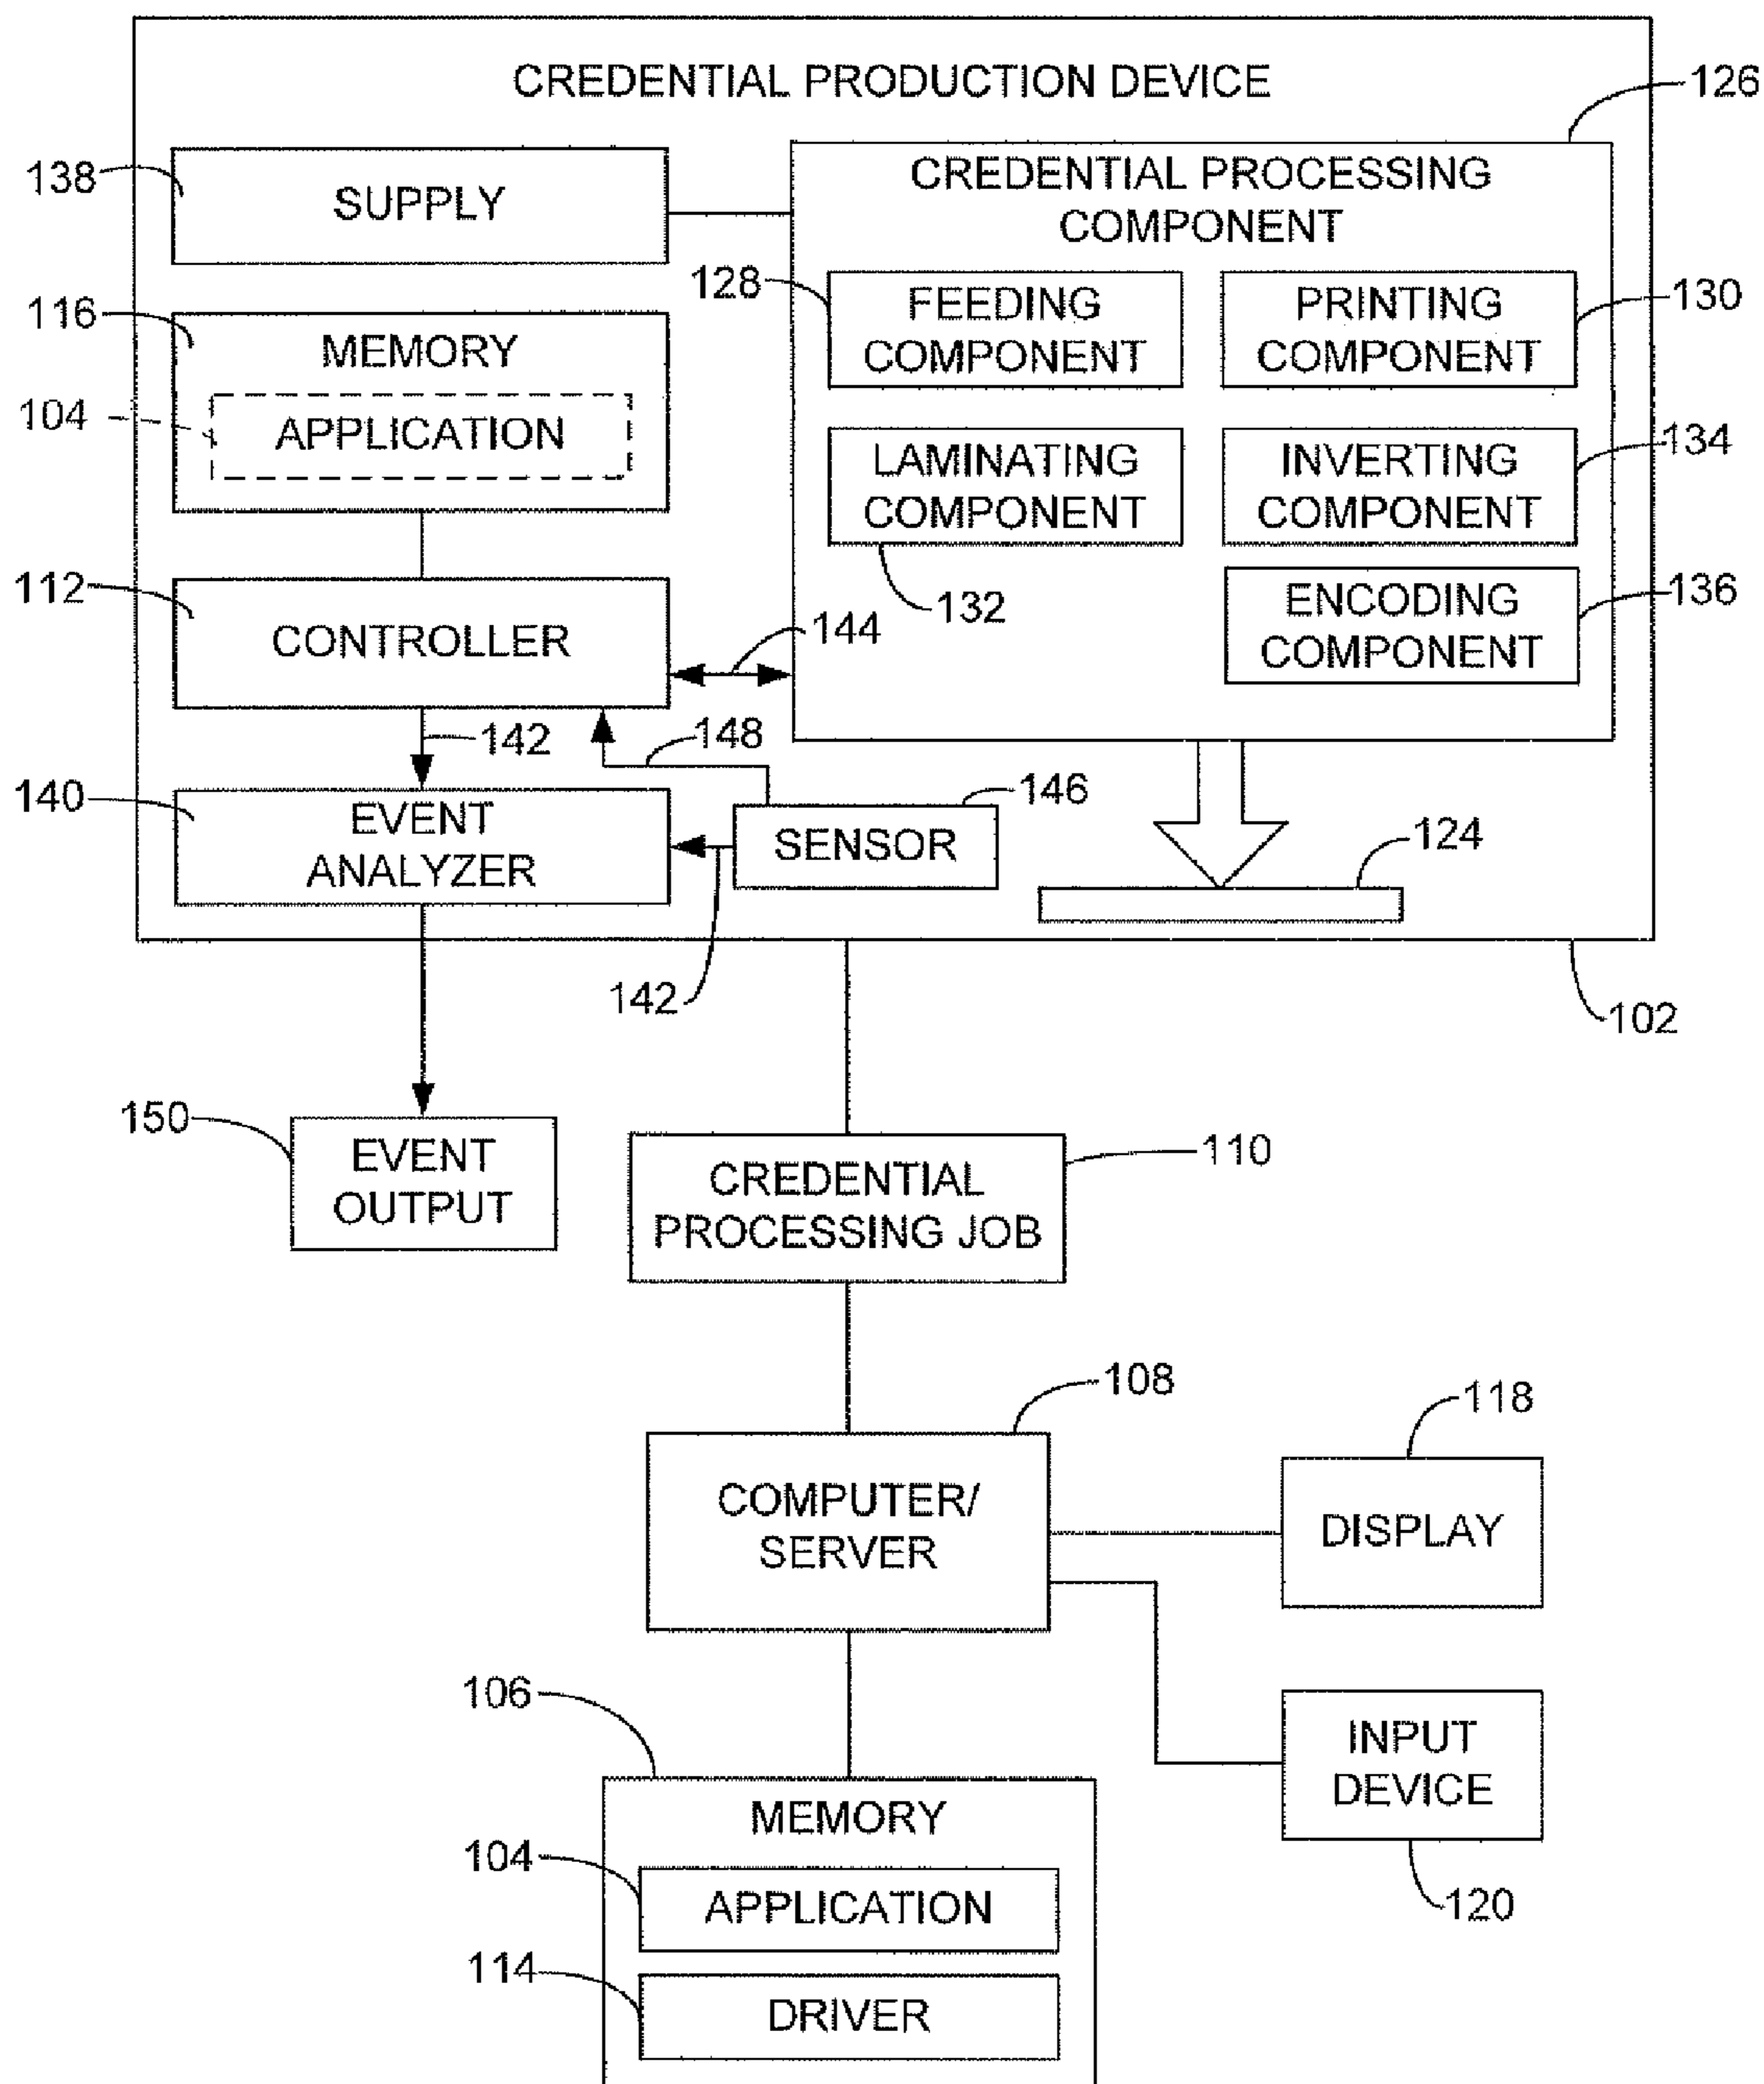 CREDENTIAL PRODUCTION DEVICE
126
138
SUPPLY
CREDENTIAL PROCESSING
COMPONENT
128
FEEDING
COMPONENT
PRINTING
COMPONENT
130
116
MEMORY
104
APPLICATION
LAMINATING
COMPONENT
132
INVERTING
COMPONENT
134
ENCODING
COMPONENT
136
112
CONTROLLER
144
142
148
140
EVENT
ANALYZER
146
SENSOR
142
124
102
150
EVENT
OUTPUT
110
CREDENTIAL
PROCESSING JOB
108
COMPUTER/
SERVER
118
DISPLAY
INPUT
DEVICE
120
106
MEMORY
104
APPLICATION
114
DRIVER